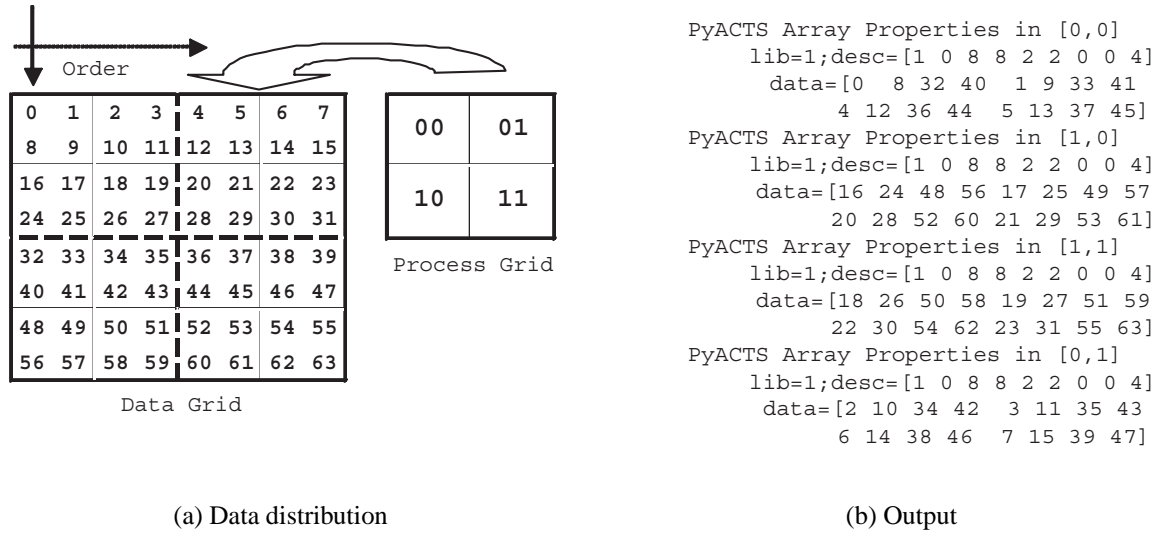 Order
0 1 2 3 4 5 6 7
8 9 10 11 12 13 14 15
16 17 18 19 20 21 22 23
24 25 26 27 28 29 30 31
32 33 34 35 36 37 38 39
40 41 42 43 44 45 46 47
48 49 50 51 52 53 54 55
56 57 58 59 60 61 62 63
Data Grid
00 01
10 11
Process Grid
(a) Data distribution
PyACTS Array Properties in [0,0]
lib=1;desc=[1 0 8 8 2 2 0 0 4]
data=[0 8 32 40 1 9 33 41
4 12 36 44 5 13 37 45]
PyACTS Array Properties in [1,0]
lib=1;desc=[1 0 8 8 2 2 0 0 4]
data=[16 24 48 56 17 25 49 57
20 28 52 60 21 29 53 61]
PyACTS Array Properties in [1,1]
lib=1;desc=[1 0 8 8 2 2 0 0 4]
data=[18 26 50 58 19 27 51 59
22 30 54 62 23 31 55 63]
PyACTS Array Properties in [0,1]
lib=1;desc=[1 0 8 8 2 2 0 0 4]
data=[2 10 34 42 3 11 35 43
6 14 38 46 7 15 39 47]
(b) Output